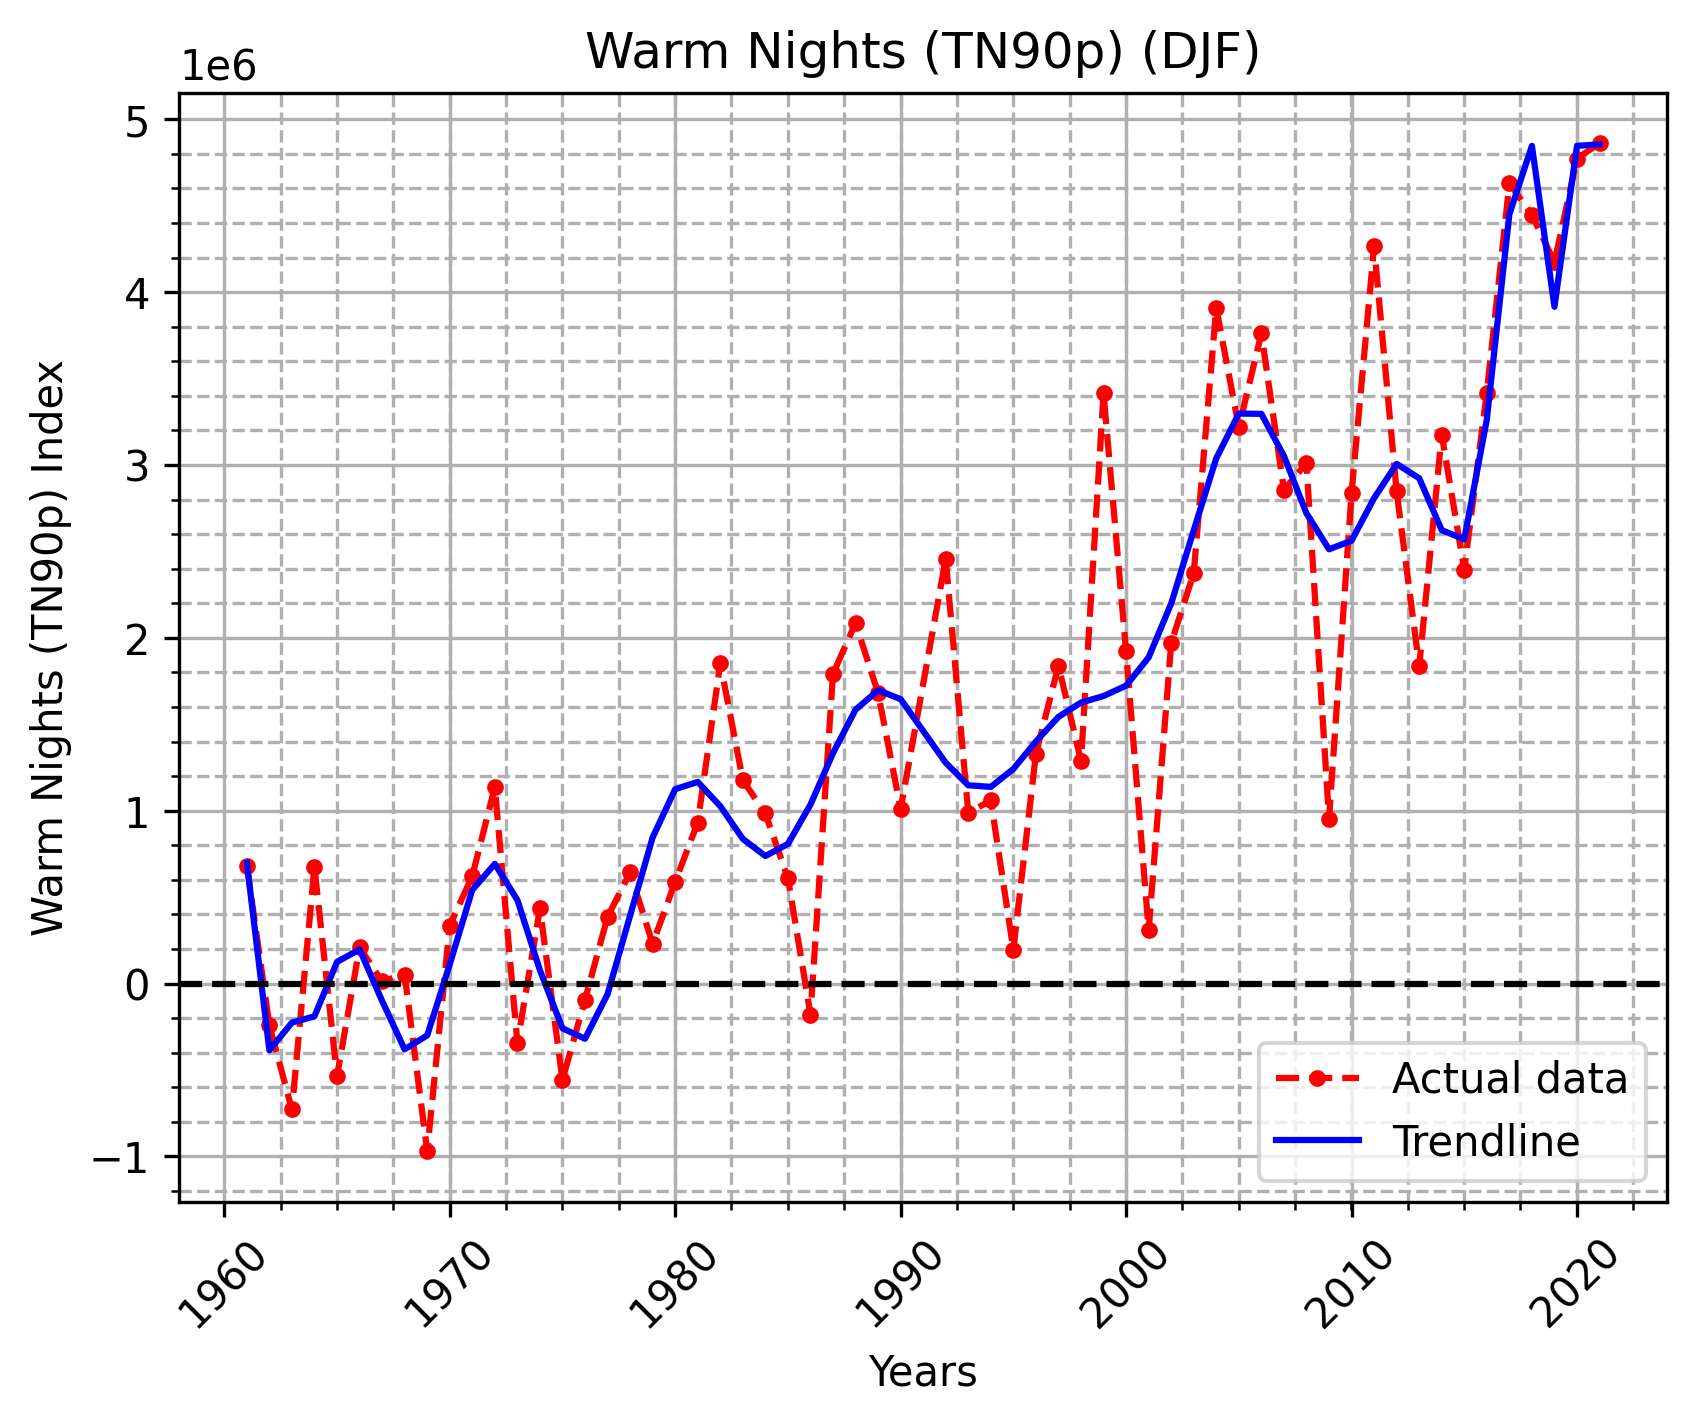 Warm Nights (TN90p) (DJF)
1e6
5
4
3
2
1
0
−1
Warm Nights (TN90p) Index
Actual data
Trendline
1960
1970
1980
1990
2000
2010
2020
Years